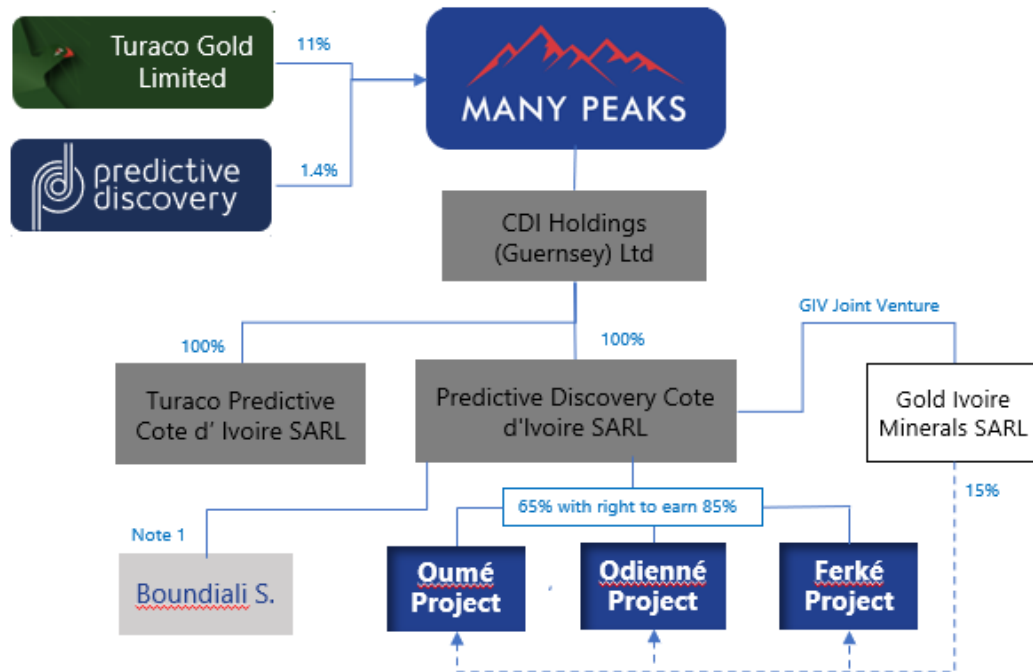 Turaco Gold
Limited
11%
MANY PEAKS
predictive
discovery
1.4%
CDI Holdings
(Guernsey) Ltd
GIV Joint Venture
100%
100%
Turaco Predictive
Cote d’ Ivoire SARL
Predictive Discovery Cote
d'Ivoire SARL
Gold Ivoire
Minerals SARL
15%
65% with right to earn 85%
Note 1
Boundiali S.
Oumé
Project
Odienné
Project
Ferké
Project